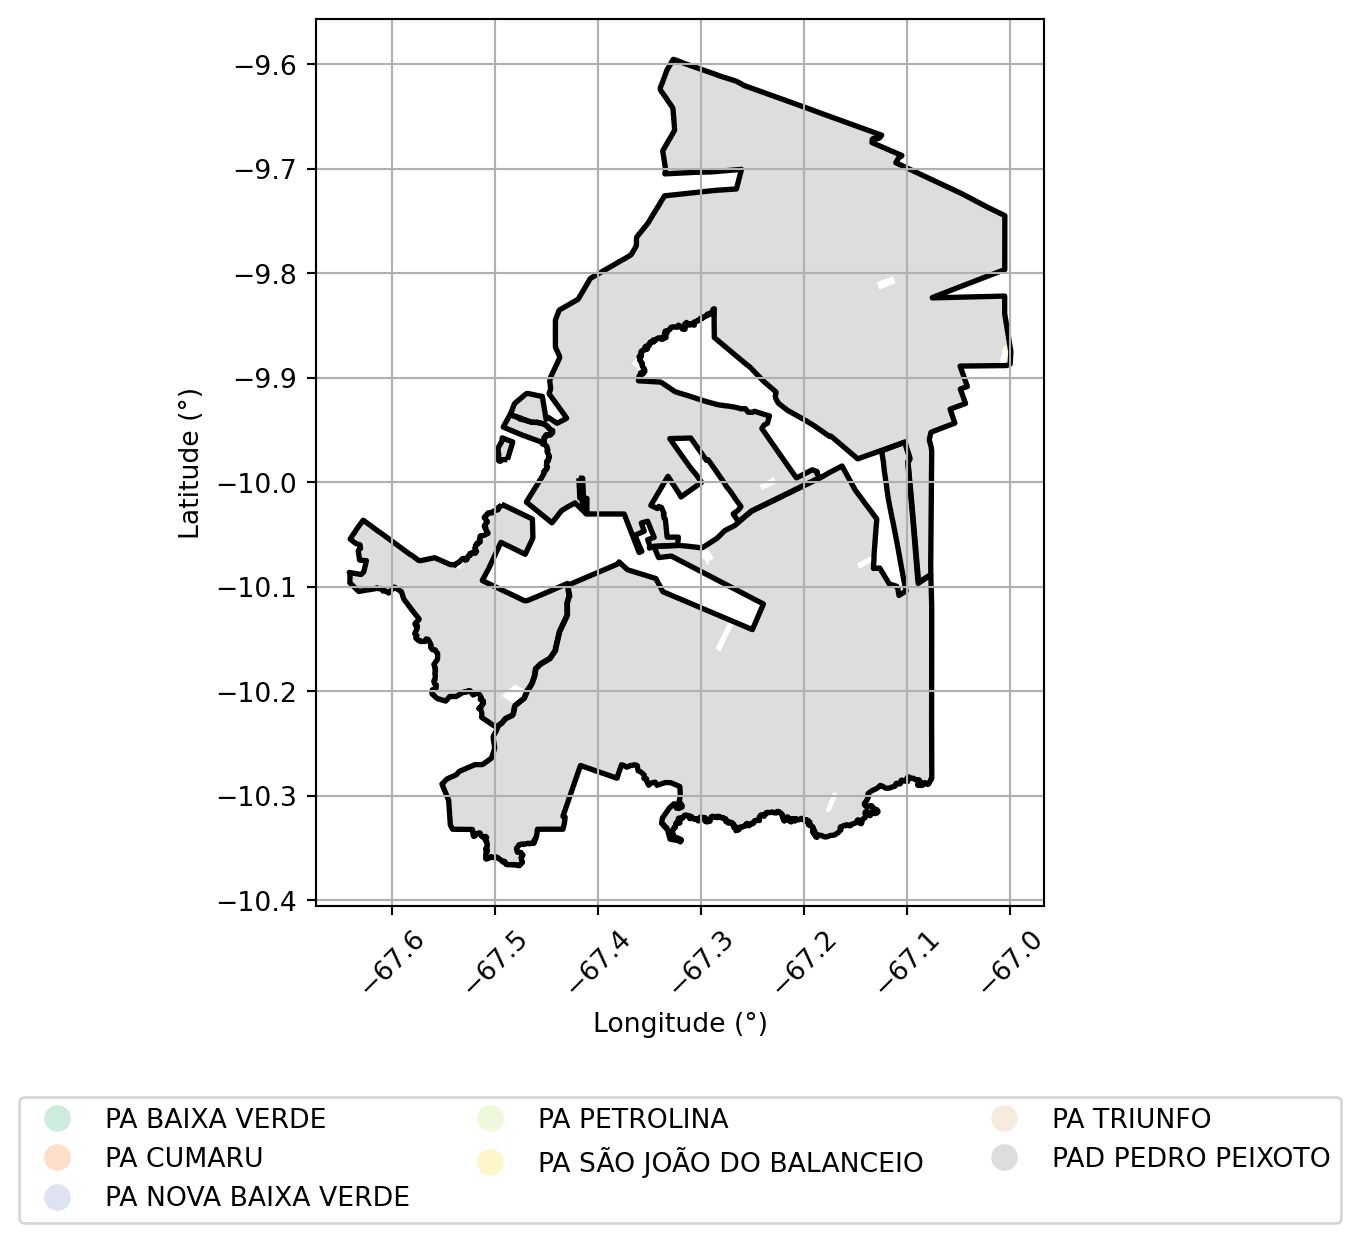 −9.6
−9.7
−9.8
−9.9
−10.0
−10.1
−10.2
−10.3
−10.4
Latitude (°)
−67.6 −67.5 −67.4 −67.3 −67.2 −67.1 −67.0
Longitude (°)
PA BAIXA VERDE
PA CUMARU
PA NOVA BAIXA VERDE
PA PETROLINA
PA SÃO JOÃO DO BALANCEIO
PA TRIUNFO
PAD PEDRO PEIXOTO